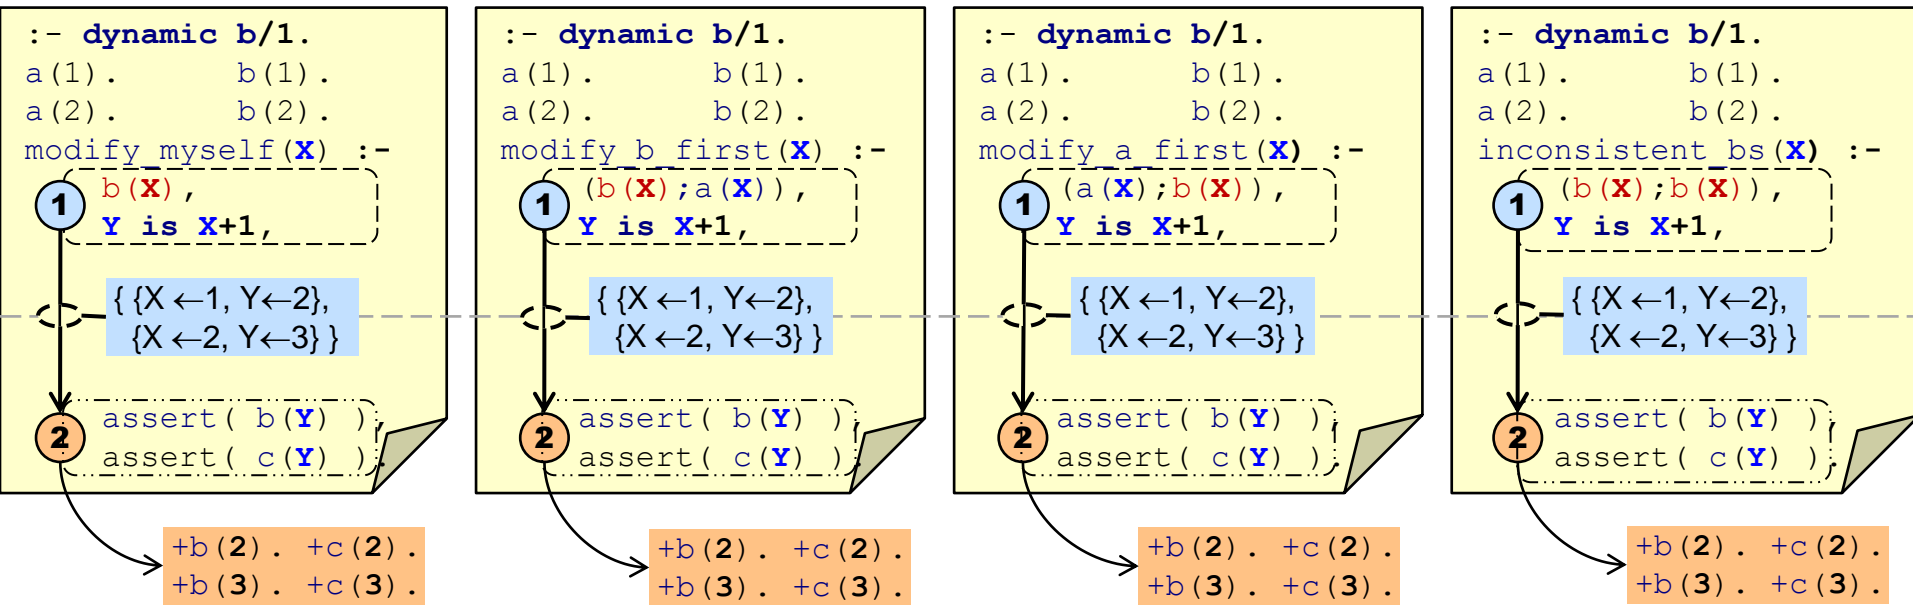 :- dynamic b/1.
a(1). b(1).
a(2). b(2).
modify_myself(X) :-
1
b(X),
Y is X+1,
{ {X ←1, Y←2},
{X ←2, Y←3} }
2
assert( b(Y) ),
assert( c(Y) ).
+b(2). +c(2).
+b(3). +c(3).
:- dynamic b/1.
a(1). b(1).
a(2). b(2).
modify_b_first(X) :-
1
(b(X);a(X)),
Y is X+1,
{ {X ←1, Y←2},
{X ←2, Y←3} }
2
assert( b(Y) ),
assert( c(Y) ).
+b(2). +c(2).
+b(3). +c(3).
:- dynamic b/1.
a(1). b(1).
a(2). b(2).
modify_a_first(X) :-
1
(a(X);b(X)),
Y is X+1,
{ {X ←1, Y←2},
{X ←2, Y←3} }
2
assert( b(Y) ),
assert( c(Y) ).
+b(2). +c(2).
+b(3). +c(3).
:- dynamic b/1.
a(1). b(1).
a(2). b(2).
inconsistent_bs(X) :-
1
(b(X);b(X)),
Y is X+1,
{ {X ←1, Y←2},
{X ←2, Y←3} }
2
assert( b(Y) ),
assert( c(Y) ).
+b(2). +c(2).
+b(3). +c(3).